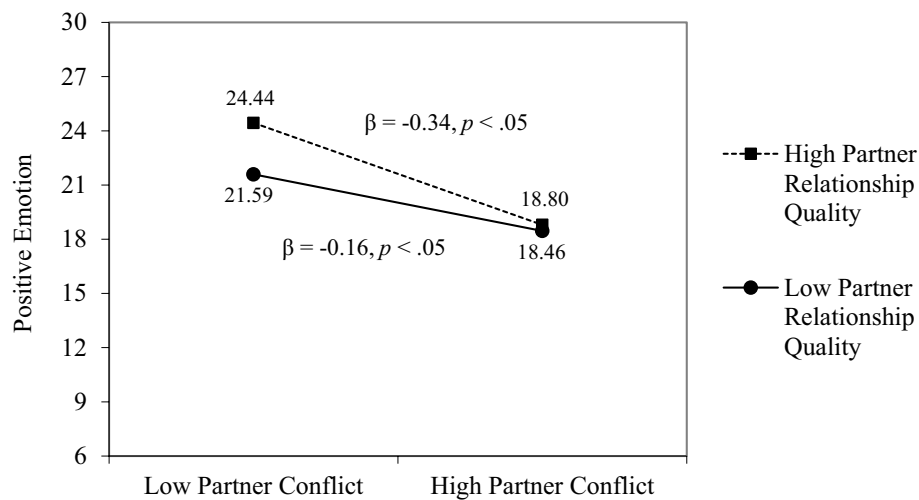 30
27
24
21
18
15
12
9
6
Positive Emotion
24.44
21.59
β = -0.34, p < .05
β = -0.16, p < .05
18.80
18.46
Low Partner Conflict
High Partner Conflict
High Partner
Relationship
Quality
Low Partner
Relationship
Quality